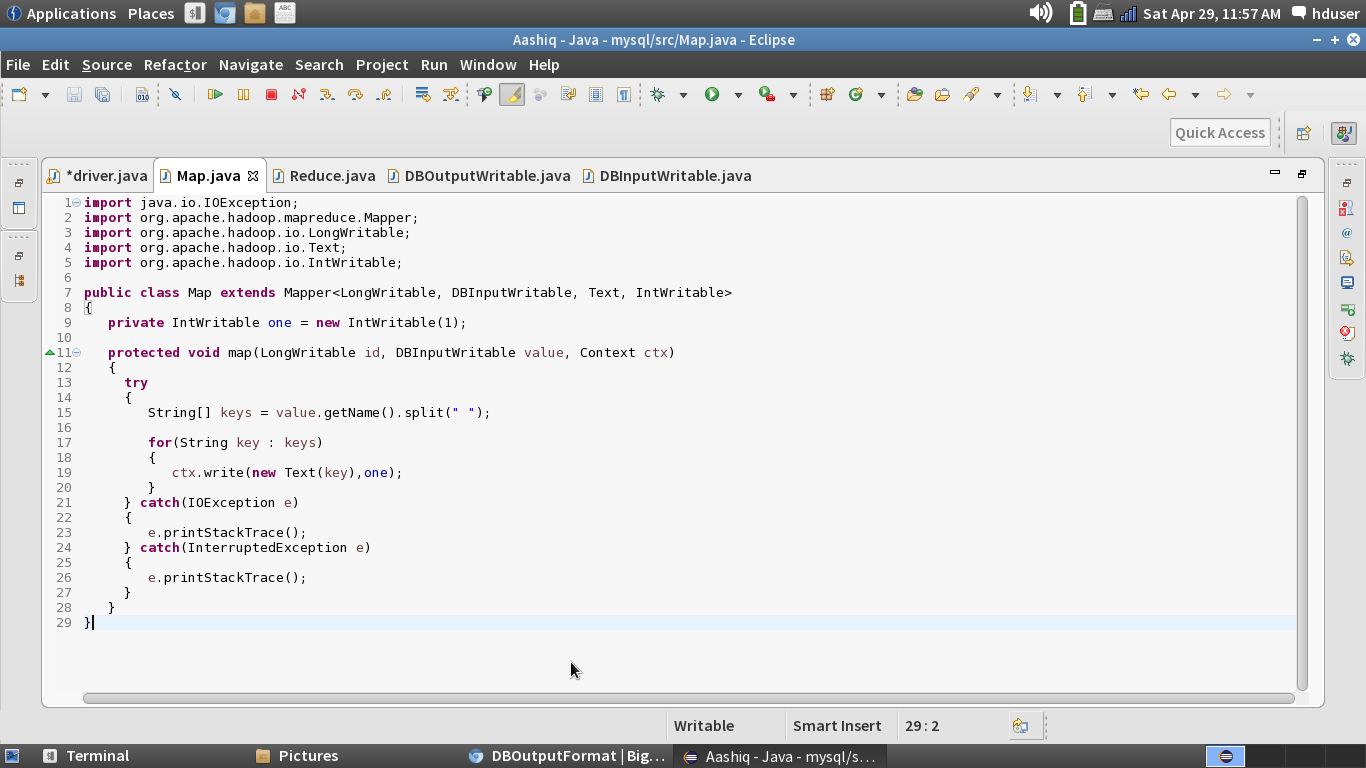 Applications Places ABC Sat Apr 29, 11:57 AM hduser
Aashiq - Java - mysql/src/Map.java - Eclipse
File Edit Source Refactor Navigate Search Project Run Window Help
Quick Access
*driver.java Map.java Reduce.java DBOutputWritable.java DBInputWritable.java
1 import java.io.IOException;
2 import org.apache.hadoop.mapreduce.Mapper;
3 import org.apache.hadoop.io.LongWritable;
4 import org.apache.hadoop.io.Text;
5 import org.apache.hadoop.io.IntWritable;
6
7 public class Map extends Mapper<LongWritable, DBInputWritable, Text, IntWritable>
8 {
9    private IntWritable one = new IntWritable(1);
10
11    protected void map(LongWritable id, DBInputWritable value, Context ctx)
12    {
13      try
14      {
15         String[] keys = value.getName().split(" ");
16
17         for(String key : keys)
18         {
19            ctx.write(new Text(key),one);
20         }
21      } catch(IOException e)
22      {
23         e.printStackTrace();
24      } catch(InterruptedException e)
25      {
26         e.printStackTrace();
27      }
28    }
29 }
Writable Smart Insert 29 : 2
Terminal Pictures DBOutputFormat | Big... Aashiq - Java - mysql/s...